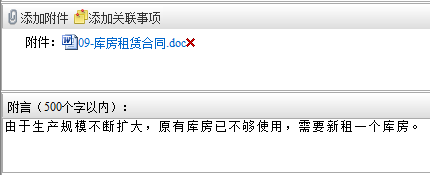 添加附件 添加关联事项
附件：09-库房租赁合同.doc
附言（500个字以内）：
由于生产规模不断扩大，原有库房已不够使用，需要新租一个库房。